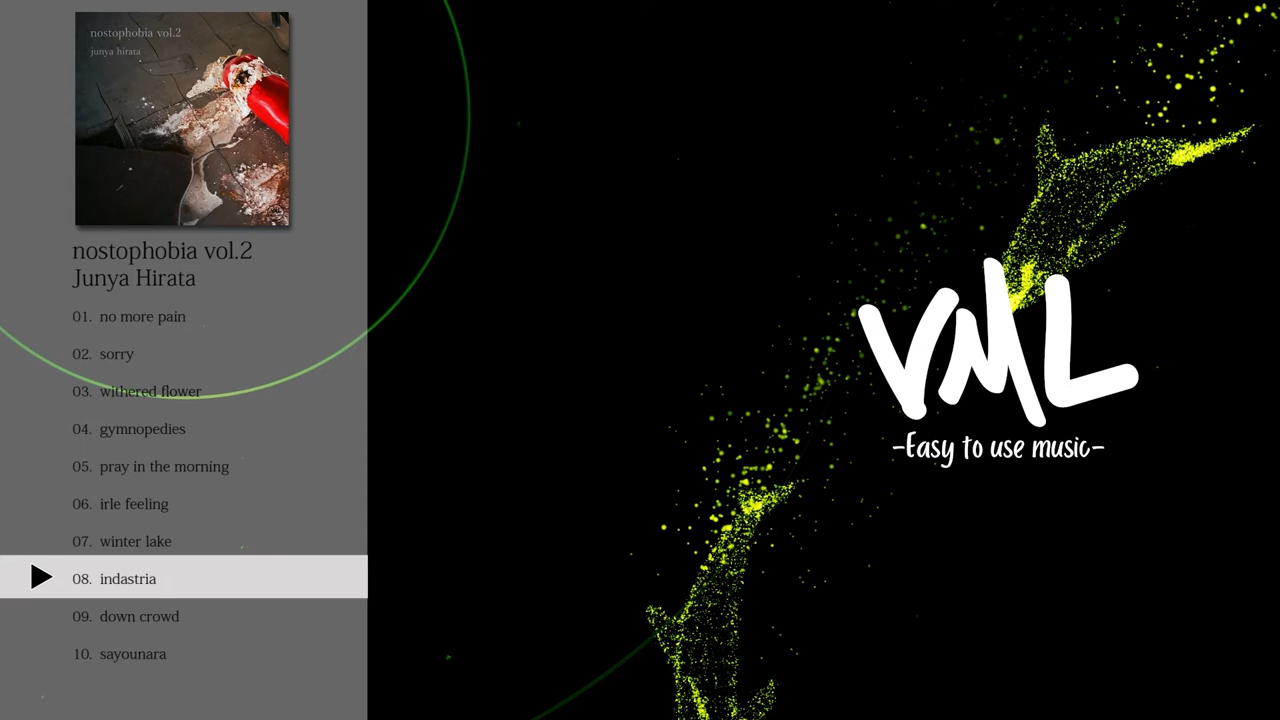 nostophobia vol.2
junya hirata
nostophobia vol.2
Junya Hirata
01. no more pain
02. sorry
03. withered flower
04. gymnopedies
05. pray in the morning
06. irle feeling
07. winter lake
08. indastria
09. down crowd
10. sayounara
VML
-Easy to use music-